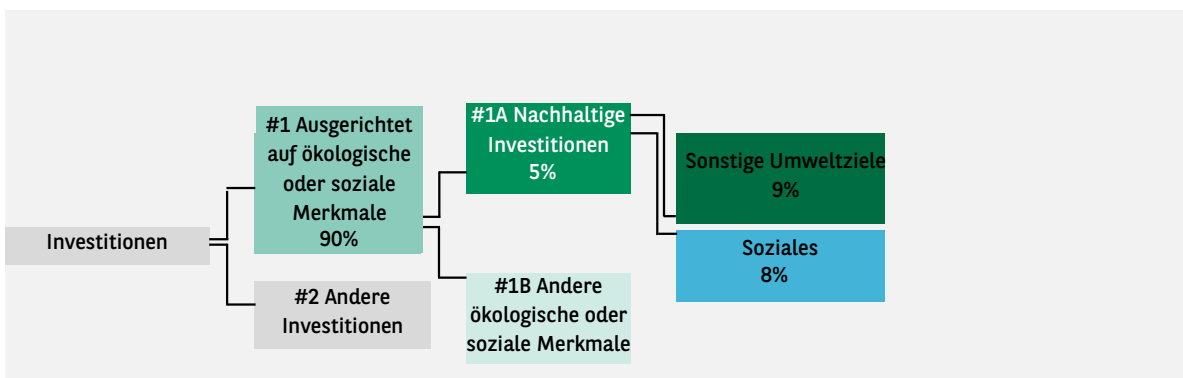 Investitionen
#1 Ausgerichtet
auf ökologische
oder soziale
Merkmale
90%
#2 Andere
Investitionen
#1A Nachhaltige
Investitionen
5%
#1B Andere
ökologische oder
soziale Merkmale
Sonstige Umweltziele
9%
Soziales
8%